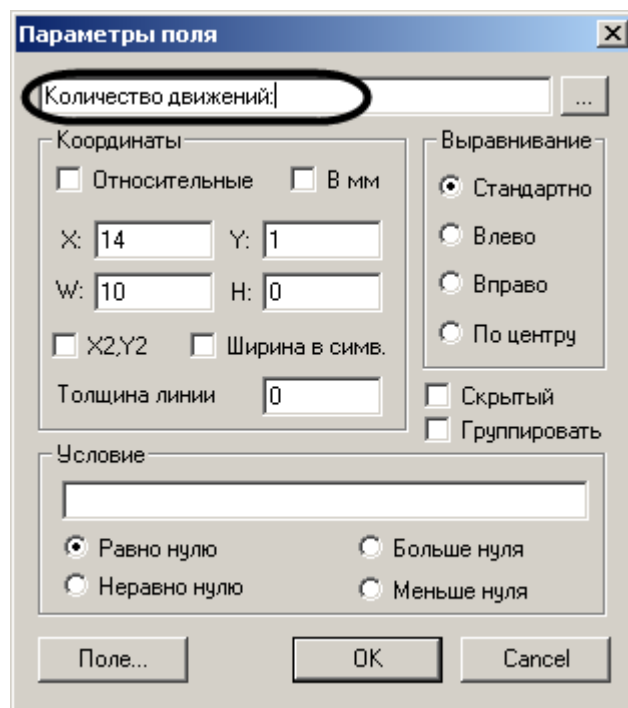 Параметры поля
Количество движений: ...
Координаты
Выравнивание
Относительные В мм
Стандартно
X: 14 Y: 1
Влево
W: 10 H: 0
Вправо
X2,Y2 Ширина в симв.
По центру
Толщина линии 0
Скрытый
Группировать
Условие
Равно нулю Больше нуля
Неравно нулю Меньше нуля
Поле... OK Cancel